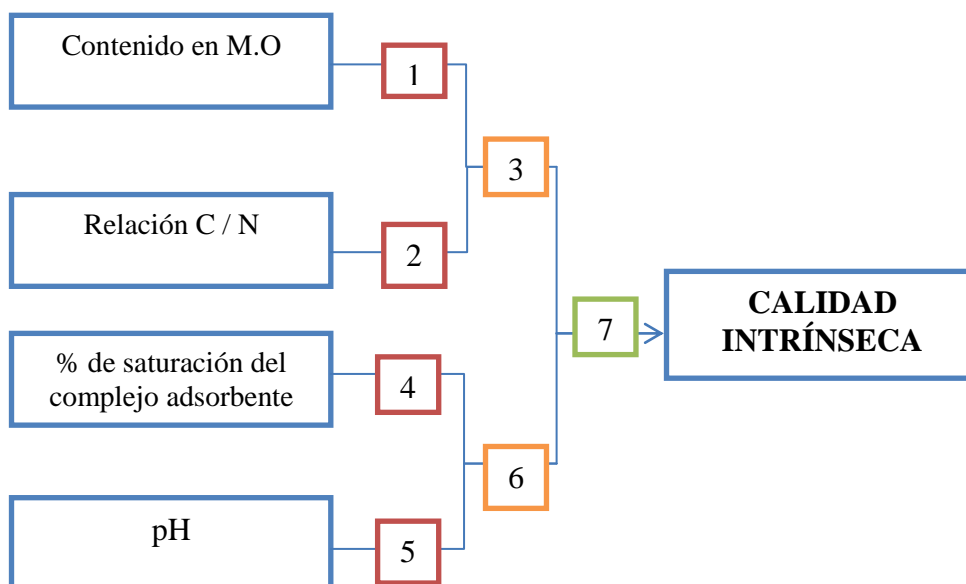 Contenido en M.O
1
3
Relación C / N
2
7
CALIDAD
INTRÍNSECA
% de saturación del
complejo adsorbente
4
6
pH
5